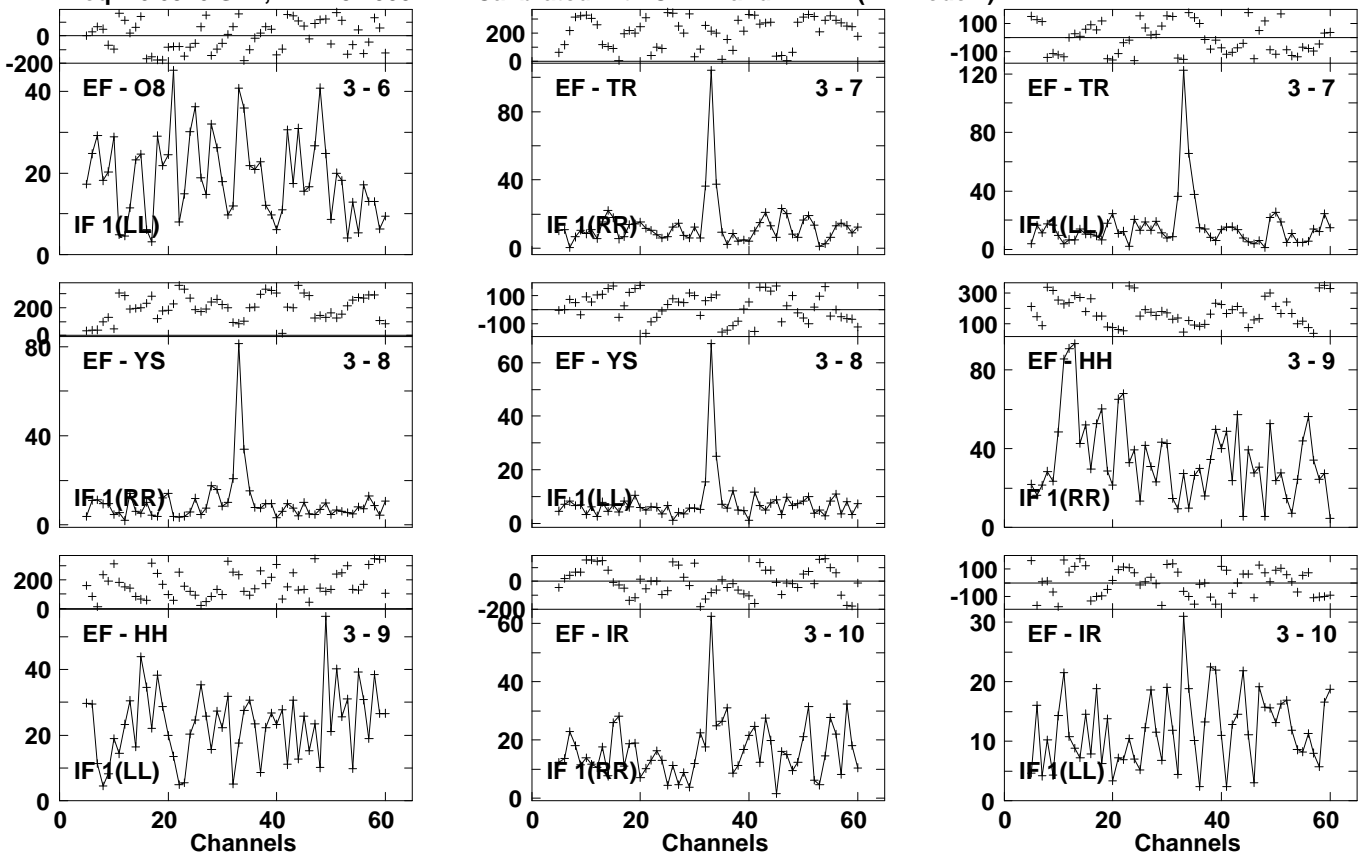 0
-200
200
0
100
-100
EF - O8 3 - 6
40
20
0
IF 1(LL)
EF - TR 3 - 7
80
40
0
IF 1(RR)
EF - TR 3 - 7
120
80
40
0
IF 1(LL)
200
0
100
-100
300
100
EF - YS 3 - 8
80
40
0
IF 1(RR)
EF - YS 3 - 8
60
40
20
0
IF 1(LL)
EF - HH 3 - 9
80
40
0
IF 1(RR)
200
0
0
-200
100
-100
EF - HH 3 - 9
40
20
0
IF 1(LL)
EF - IR 3 - 10
60
40
20
0
IF 1(RR)
EF - IR 3 - 10
30
20
10
0
IF 1(LL)
0 20 40 60
0 20 40 60
0 20 40 60
Channels
Channels
Channels